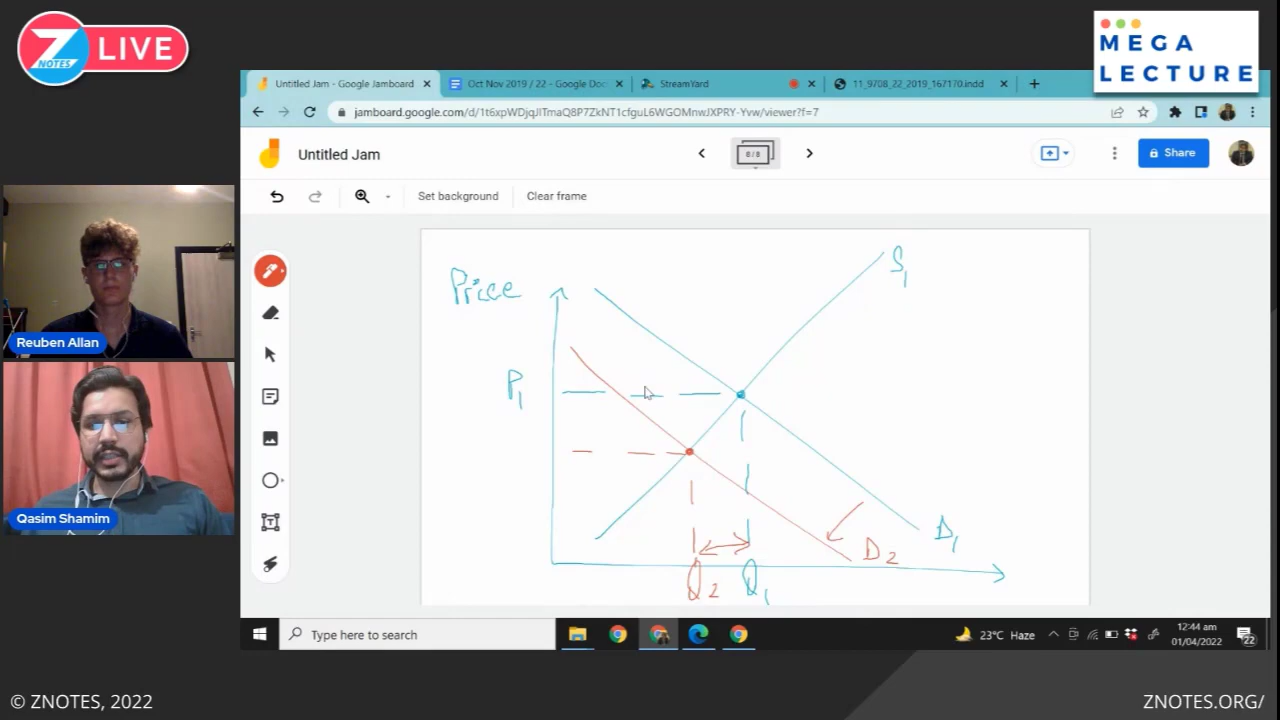 ZNOTES LIVE
MEGA
LECTURE
Untitled Jam - Google Jamboard
Oct Nov 2019 / 22 - Google Doc
StreamYard
11_9708_22_2019_167170.indd
jamboard.google.com/d/1t6xpWDjqJITmaQ8P7ZkNT1cfguL6WGOMnwJXPRY-Yvw/viewer?f=7
Untitled Jam
8/8
Share
Set background
Clear frame
Price
S1
P1
D1
D2
Q2
Q1
Reuben Allan
Qasim Shamim
Type here to search
23°C Haze
12:44 am
01/04/2022
22
© ZNOTES, 2022
ZNOTES.ORG/